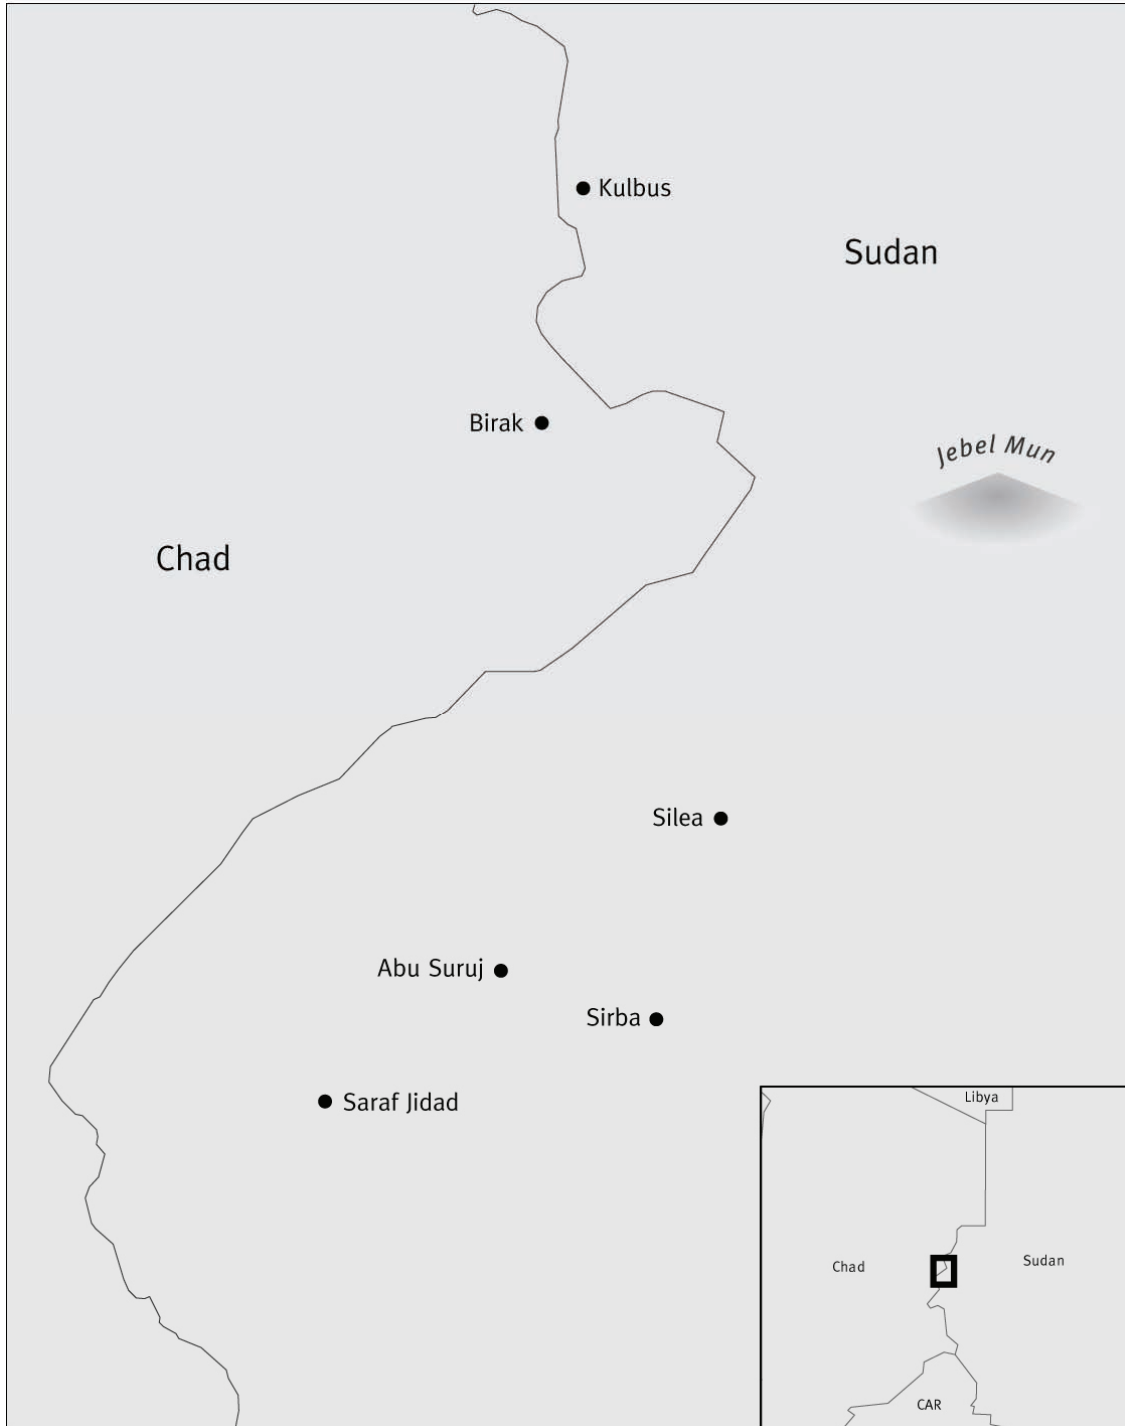 Kulbus
Sudan
Birak
Jebel Mun
Chad
Silea
Abu Suruj
Sirba
Saraf Jidad
Libya
Chad
Sudan
CAR